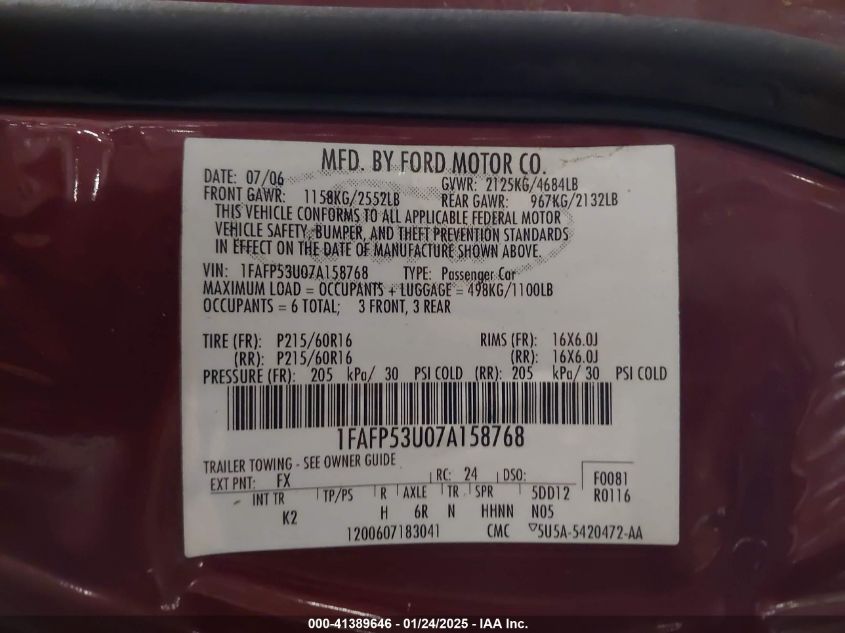 MFD. BY FORD MOTOR CO.
DATE: 07/06 GVWR: 2125KG/4684LB
FRONT GAWR: 1158KG/2552LB REAR GAWR: 967KG/2132LB
THIS VEHICLE CONFORMS TO ALL APPLICABLE FEDERAL MOTOR
VEHICLE SAFETY, BUMPER, AND THEFT PREVENTION STANDARDS
IN EFFECT ON THE DATE OF MANUFACTURE SHOWN ABOVE.
VIN: 1FAFP53U07A158768 TYPE: Passenger Car
MAXIMUM LOAD = OCCUPANTS + LUGGAGE = 498KG/1100LB
OCCUPANTS = 6 TOTAL; 3 FRONT, 3 REAR
TIRE (FR): P215/60R16 RIMS (FR): 16X6.0J
(RR): P215/60R16 (RR): 16X6.0J
PRESSURE (FR): 205 kPa/ 30 PSI COLD (RR): 205 kPa/ 30 PSI COLD
1FAFP53U07A158768
TRAILER TOWING - SEE OWNER GUIDE
EXT PNT: FX RC: 24 DSO: F0081
INT TR TP/PS R AXLE TR SPR 5DD12 R0116
K2 H 6R N HHNN N05
1200607183041 CMC ▽5U5A-5420472-AA
000-41389646 - 01/24/2025 - IAA Inc.